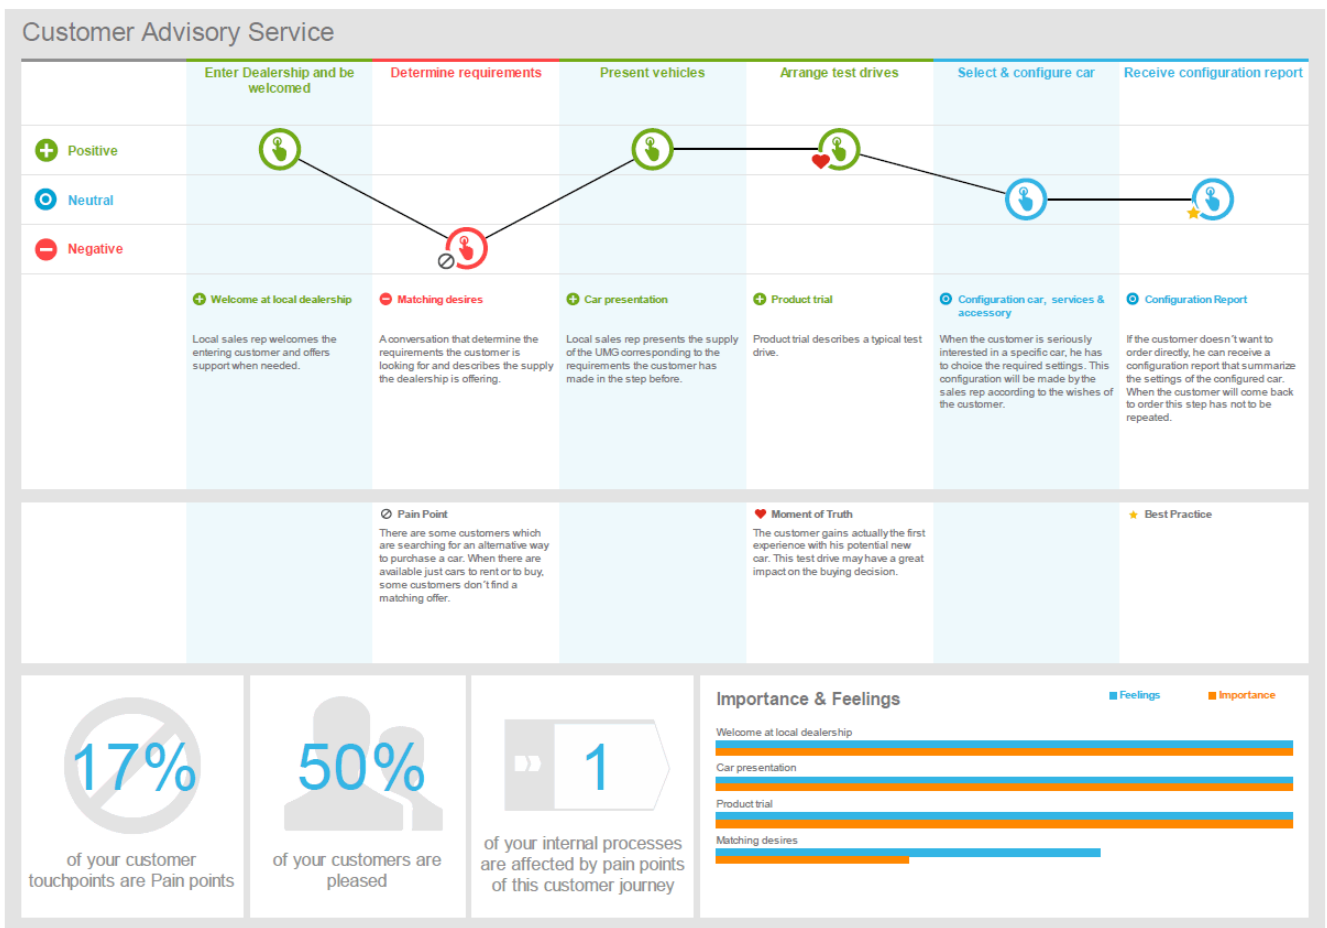 Customer Advisory Service
Enter Dealership and be
welcomed
Determine requirements
Present vehicles
Arrange test drives
Select & configure car
Receive configuration report
Positive
Neutral
Negative
Welcome at local dealership
Local sales rep welcomes the
entering customer and offers
support when needed.
Matching desires
A conversation that determine the
requirements the customer is
looking for and describes the supply
the dealership is offering.
Car presentation
Local sales rep presents the supply
of the UMG corresponding to the
requirements the customer has
made in the step before.
Product trial
Product trial describes a typical test
drive.
Configuration car, services &
accessory
When the customer is seriously
interested in a specific car, he has
to choice the required settings. This
configuration will be made by the
sales rep according to the wishes of
the customer.
Configuration Report
If the customer doesn't want to
order directly, he can receive a
configuration report that summarize
the settings of the configured car.
When the customer will come back
to order this step has not to be
repeated.
Pain Point
There are some customers which
are searching for an alternative way
to purchase a car. When there are
available just cars to rent or to buy,
some customers don't find a
matching offer.
Moment of Truth
The customer gains actually the first
experience with his potential new
car. This test drive may have a great
impact on the buying decision.
Best Practice
17%
of your customer
touchpoints are Pain points
50%
of your customers are
pleased
1
of your internal processes
are affected by pain points
of this customer journey
Importance & Feelings
Feelings
Importance
Welcome at local dealership
Car presentation
Product trial
Matching desires